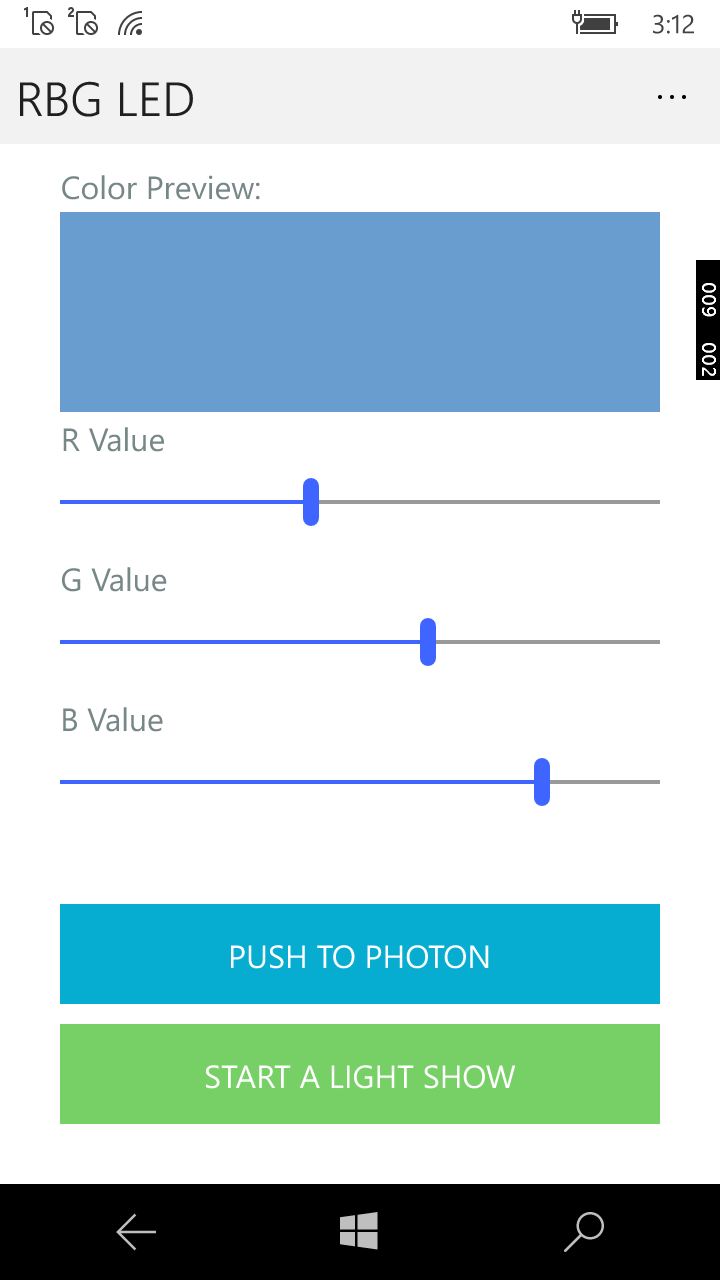 1 2 3:12
RBG LED
...
Color Preview:
009 002
R Value
G Value
B Value
PUSH TO PHOTON
START A LIGHT SHOW